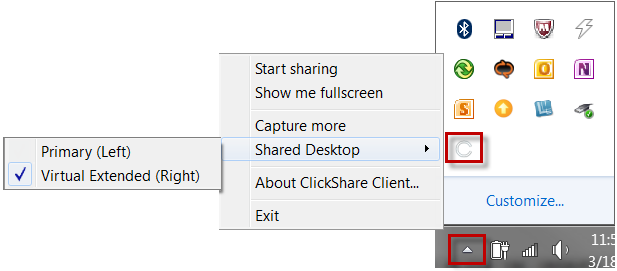 Start sharing
Show me fullscreen
Capture more
Shared Desktop
Primary (Left)
Virtual Extended (Right)
About ClickShare Client...
Exit
Customize...
11:5
3/18